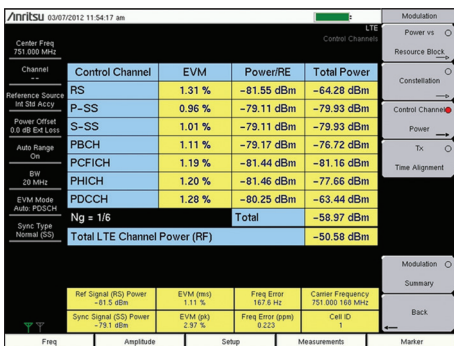 Anritsu 03/07/2012 11:54:17 am
Modulation
LTE
Control Channels
Center Freq
751.000 MHz
Channel
--
Reference Source
Int Std Accy
Power Offset
0.0 dB Ext Loss
Auto Range
On
BW
20 MHz
EVM Mode
Auto: PDSCH
Sync Type
Normal (SS)
Control Channel EVM Power/RE Total Power
RS 1.31 % -81.55 dBm -64.28 dBm
P-SS 0.96 % -79.11 dBm -79.93 dBm
S-SS 1.01 % -79.11 dBm -79.93 dBm
PBCH 1.11 % -79.17 dBm -76.72 dBm
PCFICH 1.19 % -81.44 dBm -81.16 dBm
PHICH 1.20 % -81.46 dBm -77.66 dBm
PDCCH 1.28 % -80.25 dBm -63.44 dBm
Ng = 1/6 Total -58.97 dBm
Total LTE Channel Power (RF) -50.58 dBm
Ref Signal (RS) Power EVM (rms) Freq Error Carrier Frequency
-81.5 dBm 1.11 % 167.6 Hz 751.000 168 MHz
Sync Signal (SS) Power EVM (pk) Freq Error (ppm) Cell ID
-79.1 dBm 2.97 % 0.223 1
Power vs
Resource Block
Constellation
Control Channel
Power
Tx
Time Alignment
Modulation
Summary
Back
Freq Amplitude Setup Measurements Marker